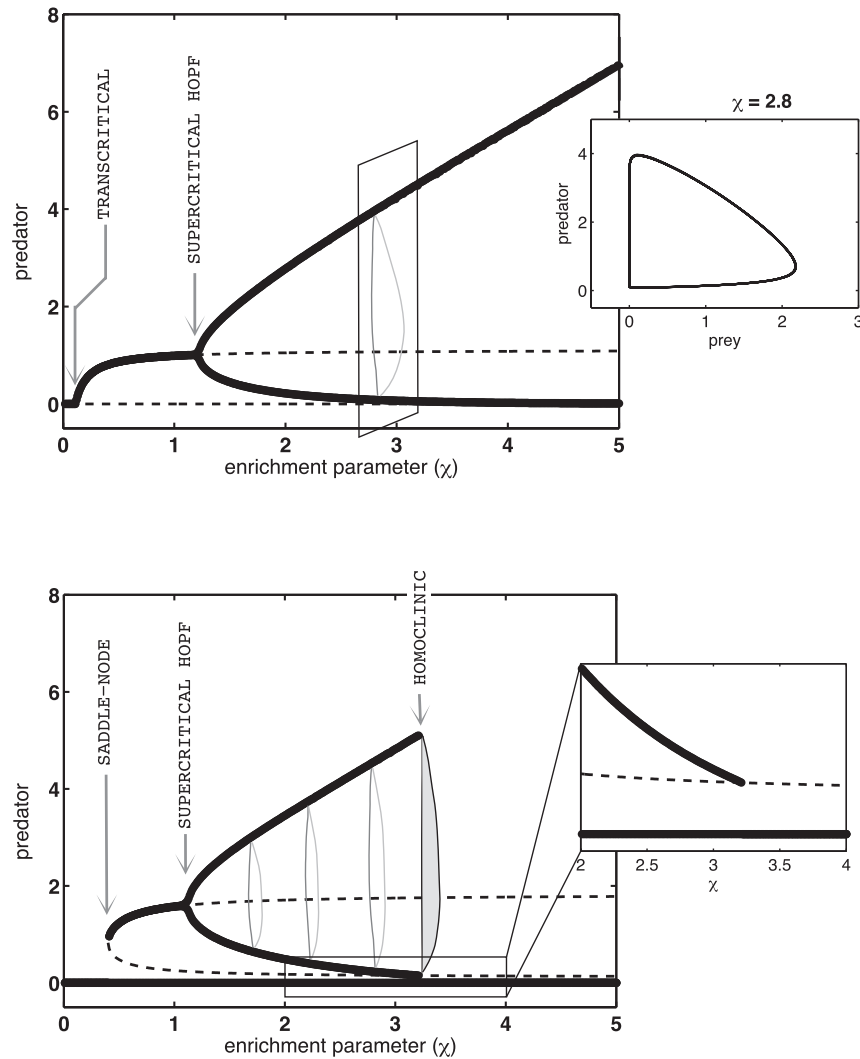 8
6
4
2
0
predator
TRANSCRITICAL
SUPERCRITICAL HOPF
0 1 2 3 4 5
enrichment parameter (χ)
χ = 2.8
4
2
0
predator
0 1 2 3
prey
8
6
4
2
0
predator
SADDLE-NODE
SUPERCRITICAL HOPF
HOMOCLINIC
0 1 2 3 4 5
enrichment parameter (χ)
2 2.5 3 3.5 4
χ